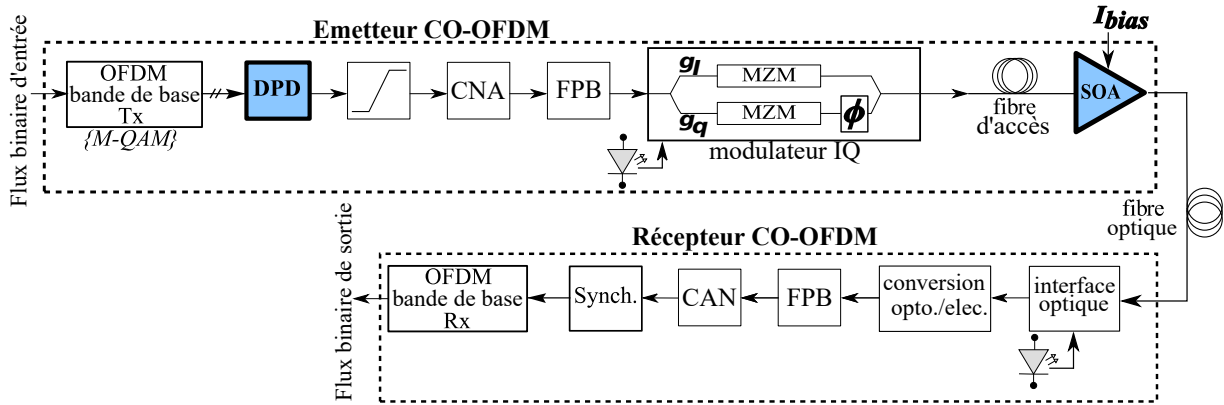 Emetteur CO-OFDM
I_bias
Flux binaire d'entrée
OFDM
bande de base
Tx
{M-QAM}
DPD
CNA
FPB
g_I
MZM
g_q
MZM
ϕ
modulateur IQ
fibre
d'accès
SOA
fibre
optique
Récepteur CO-OFDM
Flux binaire de sortie
OFDM
bande de base
Rx
Synch.
CAN
FPB
conversion
opto./elec.
interface
optique